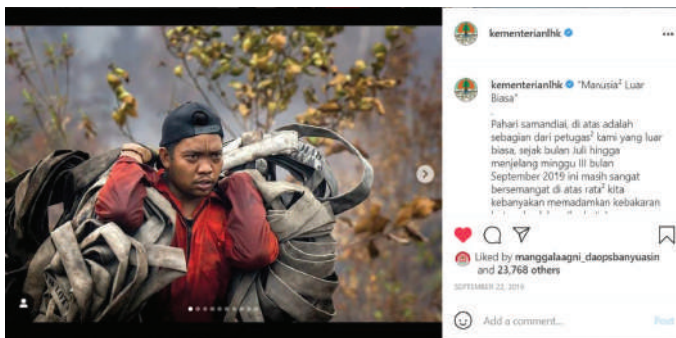 kementerianlhk
kementerianlhk "Manusia² Luar
Biasa"
.
Pahari samandiai, di atas adalah
sebagian dari petugas² kami yang luar
biasa, sejak bulan Juli hingga
menjelang minggu III bulan
September 2019 ini masih sangat
bersemangat di atas rata² kita
kebanyakan memadamkan kebakaran
Liked by manggalaagni_daopsbanyuasin
and 23,768 others
SEPTEMBER 22, 2019
Add a comment...
Post